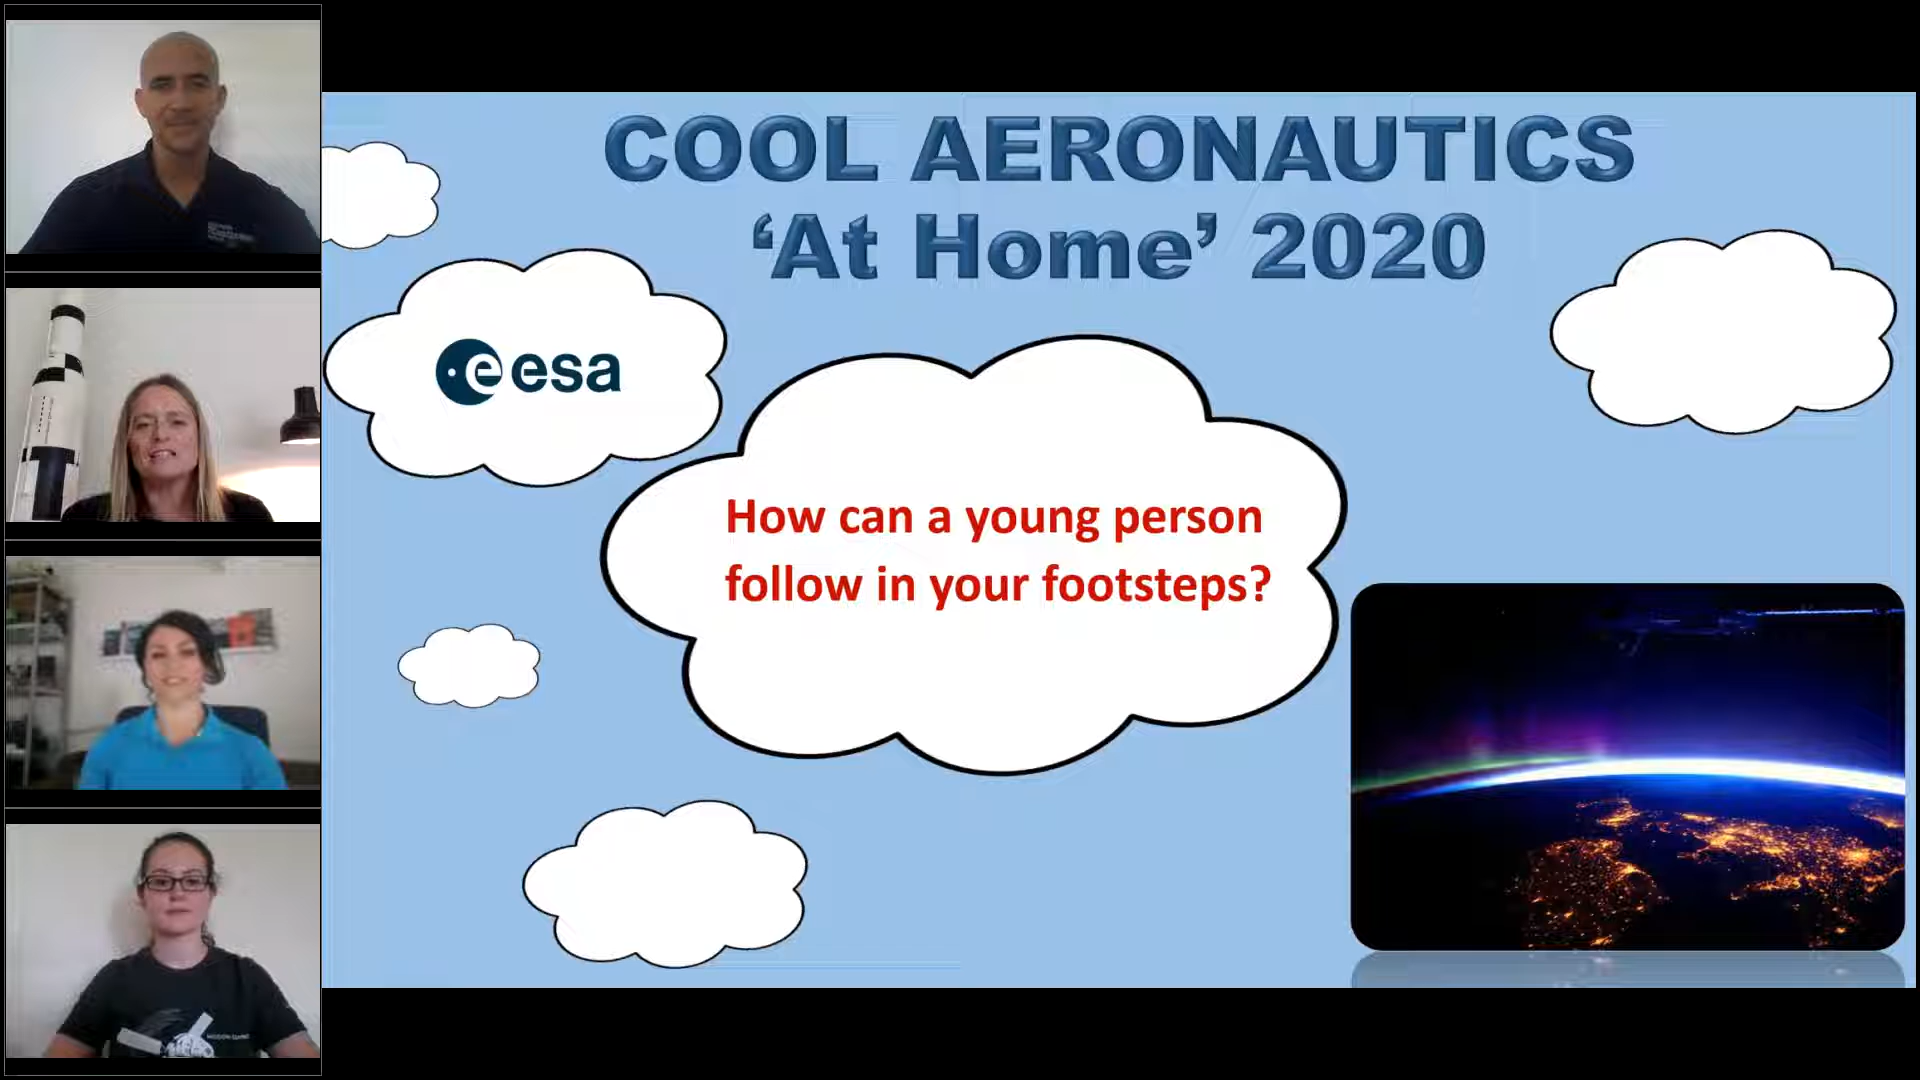 COOL AERONAUTICS
‘At Home’ 2020
esa
How can a young person
follow in your footsteps?